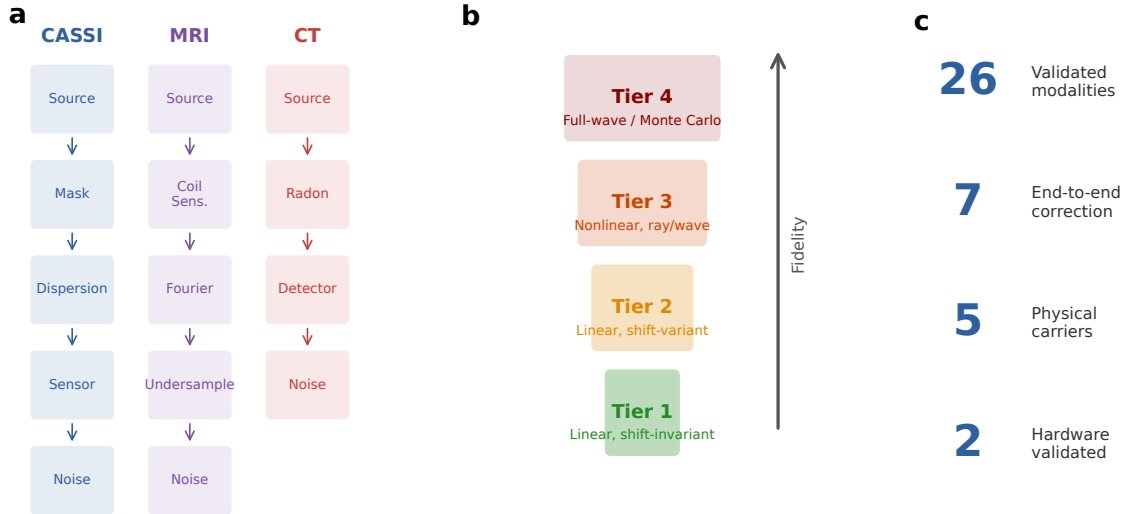 a
CASSI
Source
Mask
Dispersion
Sensor
Noise
MRI
Source
Coil
Sens.
Fourier
Undersample
Noise
CT
Source
Radon
Detector
Noise
b
Tier 4
Full-wave / Monte Carlo
Tier 3
Nonlinear, ray/wave
Tier 2
Linear, shift-variant
Tier 1
Linear, shift-invariant
Fidelity
c
26
Validated
modalities
7
End-to-end
correction
5
Physical
carriers
2
Hardware
validated